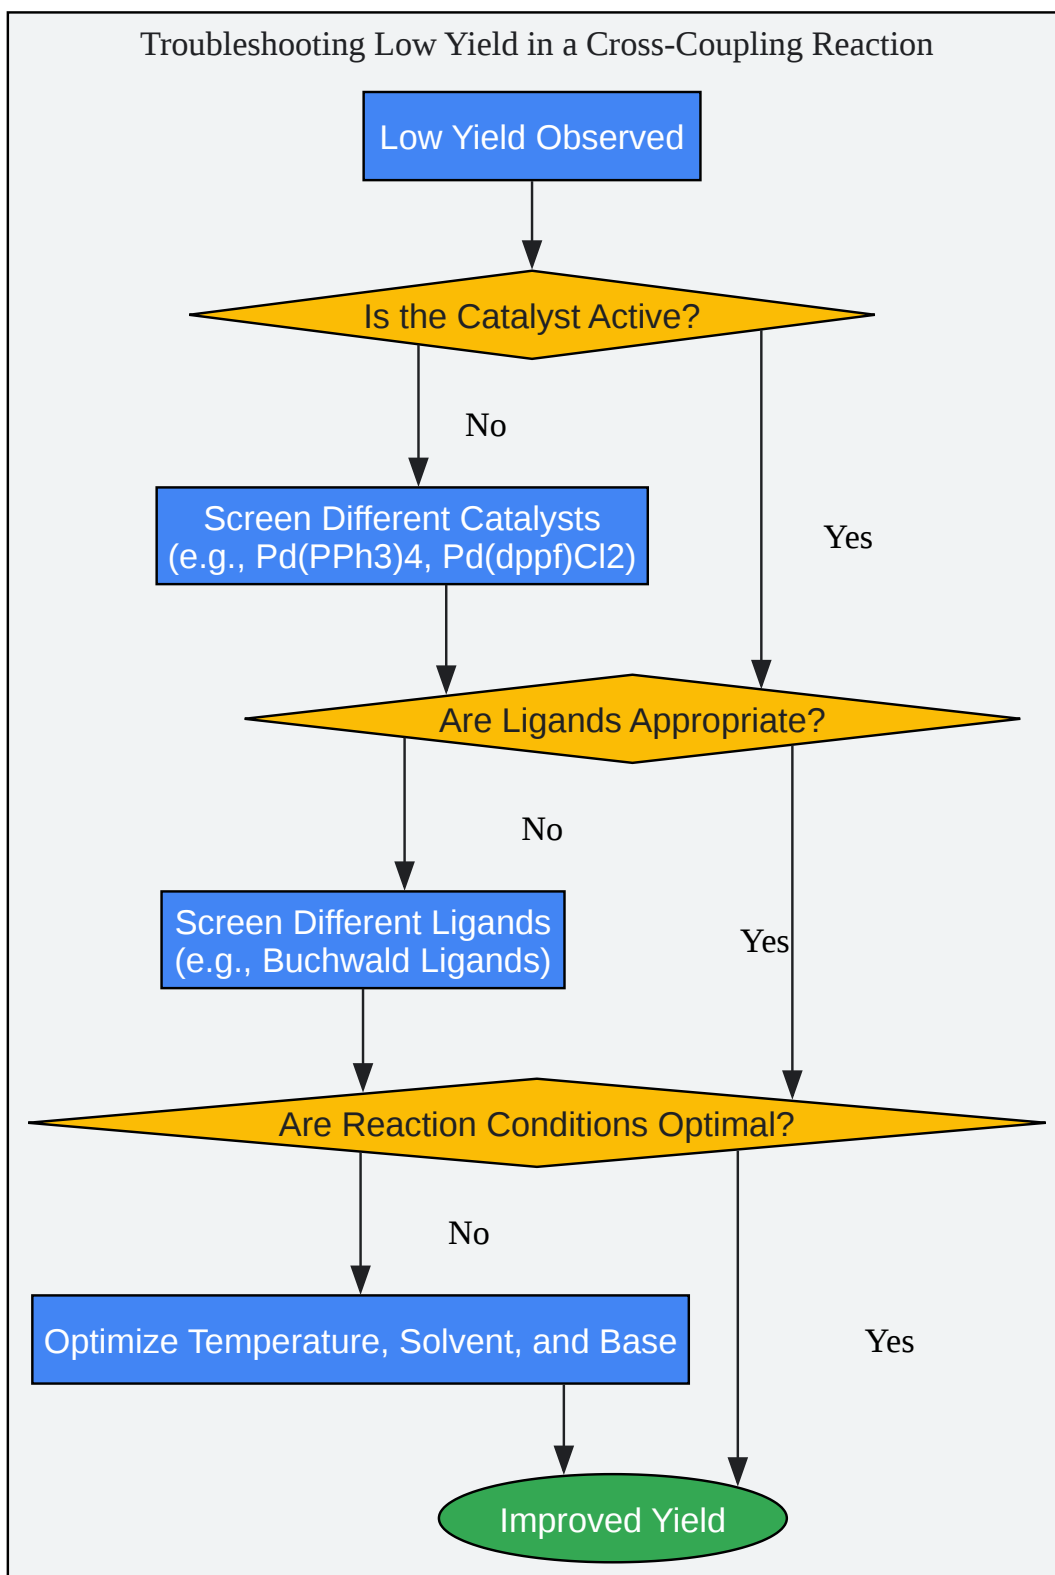 Troubleshooting Low Yield in a Cross-Coupling Reaction
Low Yield Observed
Is the Catalyst Active?
No
Screen Different Catalysts
(e.g., Pd(PPh3)4, Pd(dppf)Cl2)
Yes
Are Ligands Appropriate?
No
Screen Different Ligands
(e.g., Buchwald Ligands)
Yes
Are Reaction Conditions Optimal?
No
Optimize Temperature, Solvent, and Base
Yes
Improved Yield